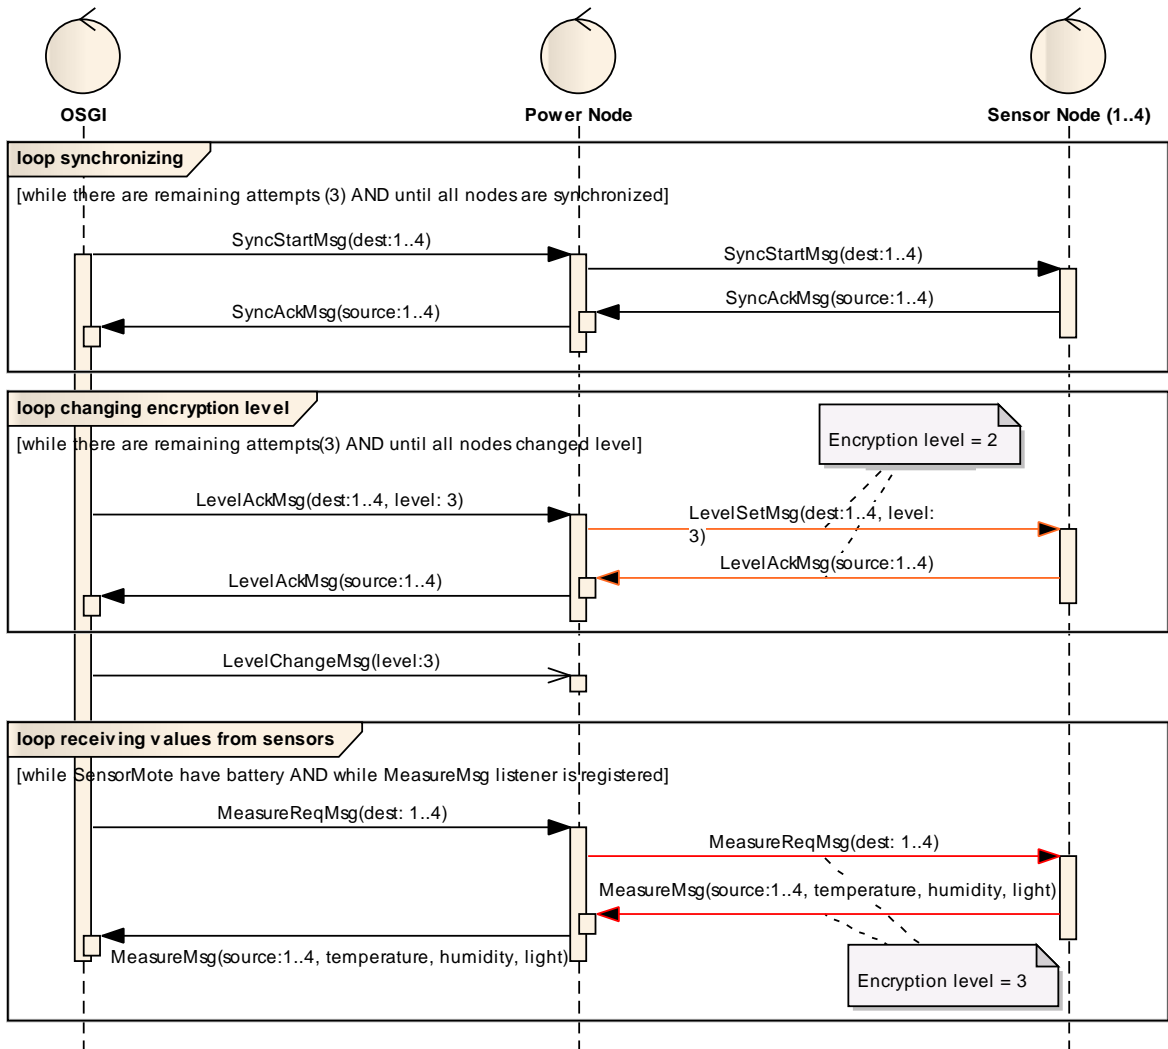 OSGI
Power Node
Sensor Node (1..4)
loop synchronizing
[while there are remaining attempts (3) AND until all nodes are synchronized]
SyncStartMsg(dest:1..4)
SyncStartMsg(dest:1..4)
SyncAckMsg(source:1..4)
SyncAckMsg(source:1..4)
loop changing encryption level
[while there are remaining attempts(3) AND until all nodes changed level]
Encryption level = 2
LevelAckMsg(dest:1..4, level: 3)
LevelSetMsg(dest:1..4, level:
3)
LevelAckMsg(source:1..4)
LevelAckMsg(source:1..4)
LevelChangeMsg(level:3)
loop receiving values from sensors
[while SensorMote have battery AND while MeasureMsg listener is registered]
MeasureReqMsg(dest: 1..4)
MeasureReqMsg(dest: 1..4)
MeasureMsg(source:1..4, temperature, humidity, light)
MeasureMsg(source:1..4, temperature, humidity, light)
Encryption level = 3